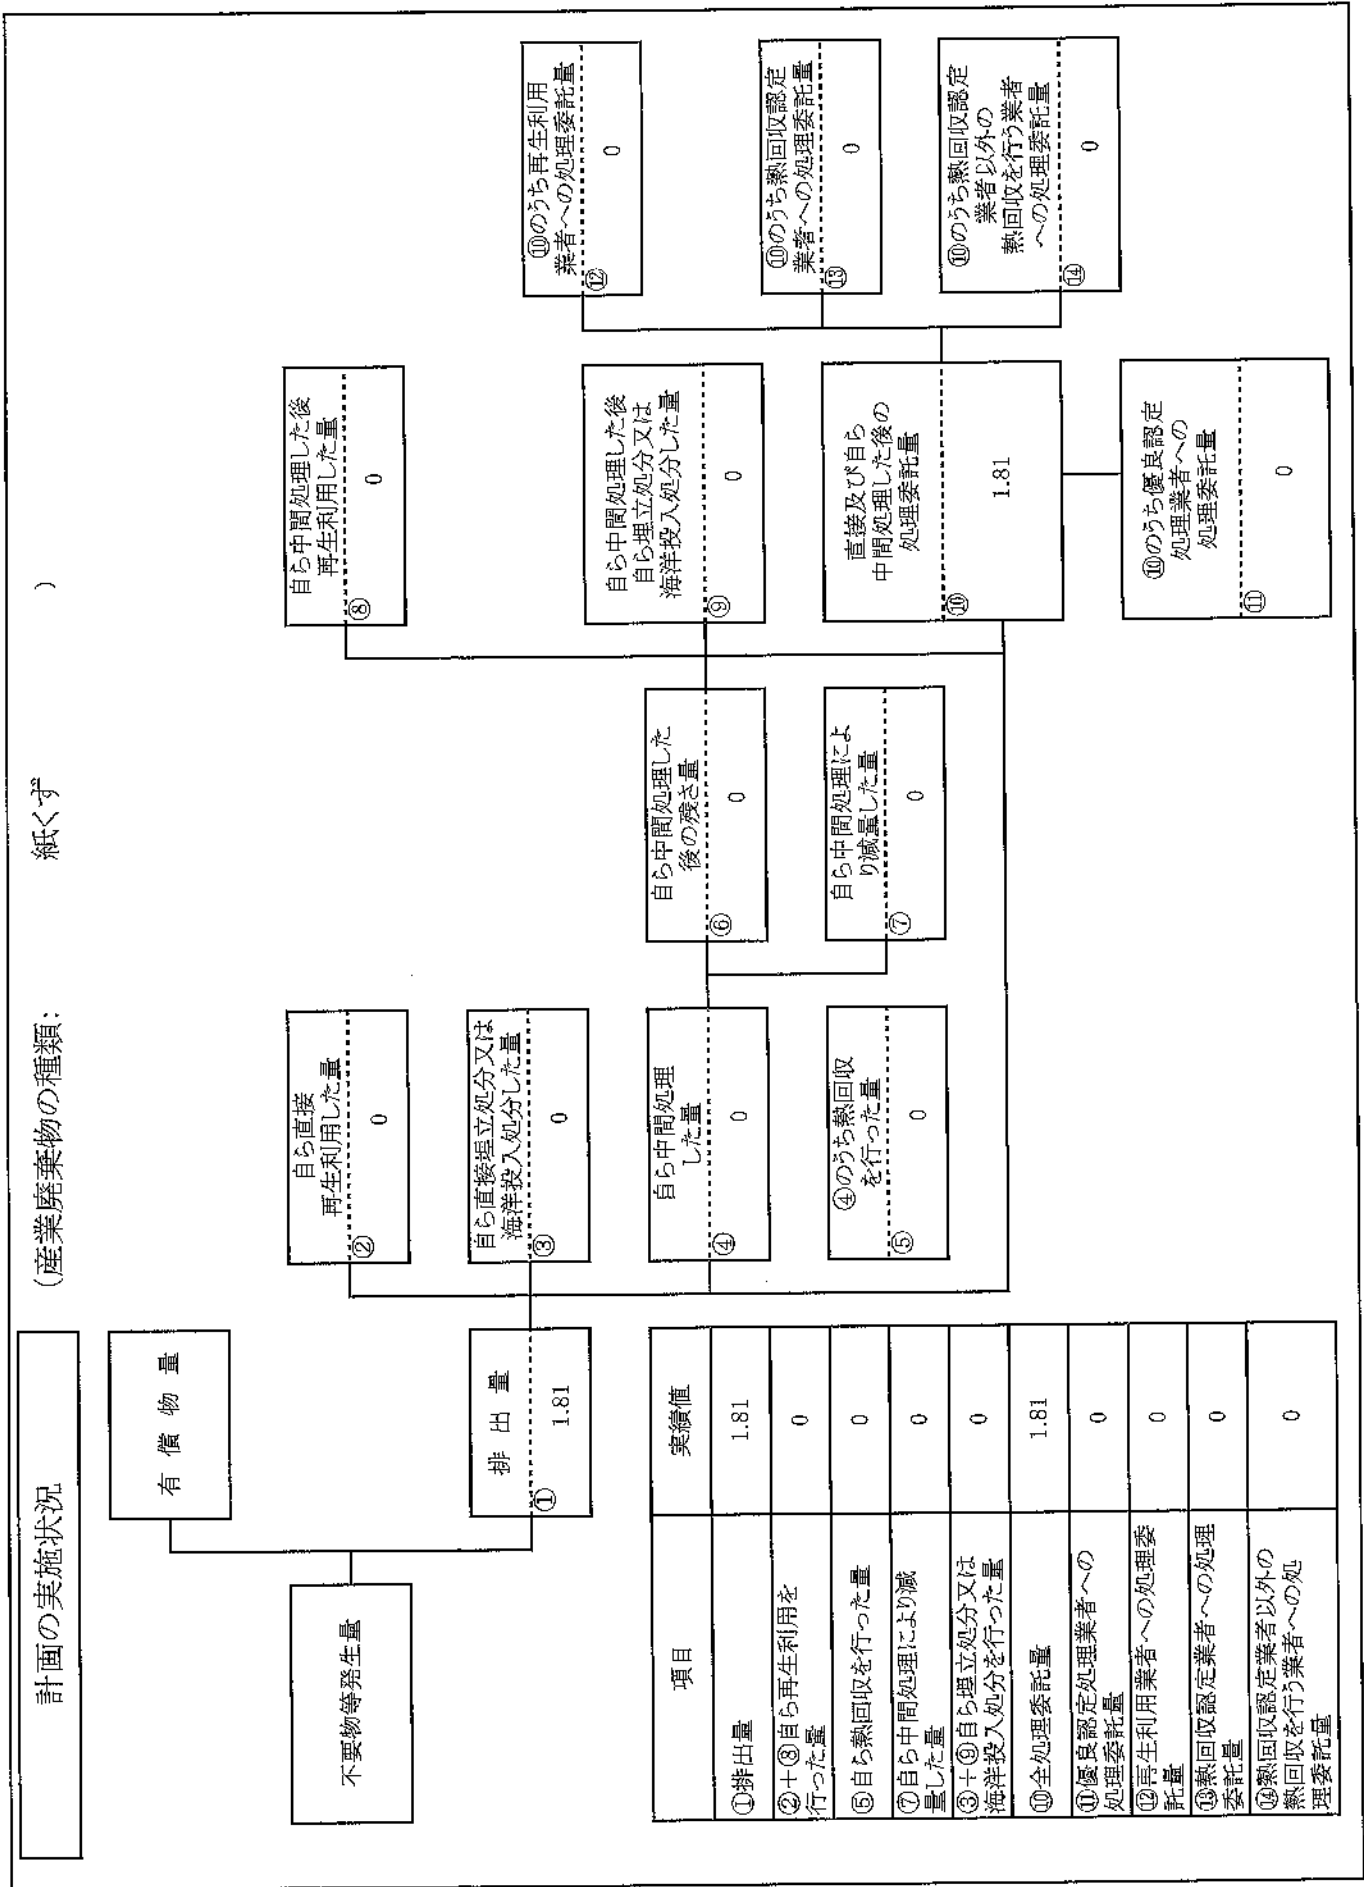 計画の実施状況
(産業廃棄物の種類: 紙くず )
有償物量
不要物等発生量
排出量
①
1.81
自ら直接
再生利用した量
②
0
自ら直接埋立処分又は
海洋投入処分した量
③
0
自ら中間処理
した量
④
0
④のうち熱回収
を行った量
⑤
0
自ら中間処理した
後の残さ量
⑥
0
自ら中間処理によ
り減量した量
⑦
0
自ら中間処理した後
再生利用した量
⑧
0
自ら中間処理した後
自ら埋立処分又は
海洋投入処分した量
⑨
0
直接及び自ら
中間処理した後の
処理委託量
⑩
1.81
⑩のうち優良認定
処理業者への
処理委託量
⑪
0
⑩のうち再生利用
業者への処理委託量
⑫
0
⑩のうち熱回収認定
業者への処理委託量
⑬
0
⑩のうち熱回収認定
業者以外の
熱回収を行う業者
への処理委託量
⑭
0
項目 実績値
①排出量 1.81
②+⑧自ら再生利用を
行った量 0
⑤自ら熱回収を行った量 0
⑦自ら中間処理により減
量した量 0
③+⑨自ら埋立処分又は
海洋投入処分を行った量 0
⑩全処理委託量 1.81
⑪優良認定処理業者への
処理委託量 0
⑫再生利用業者への処理委
託量 0
⑬熱回収認定業者への処理
委託量 0
⑭熱回収認定業者以外の
熱回収を行う業者への処
理委託量 0